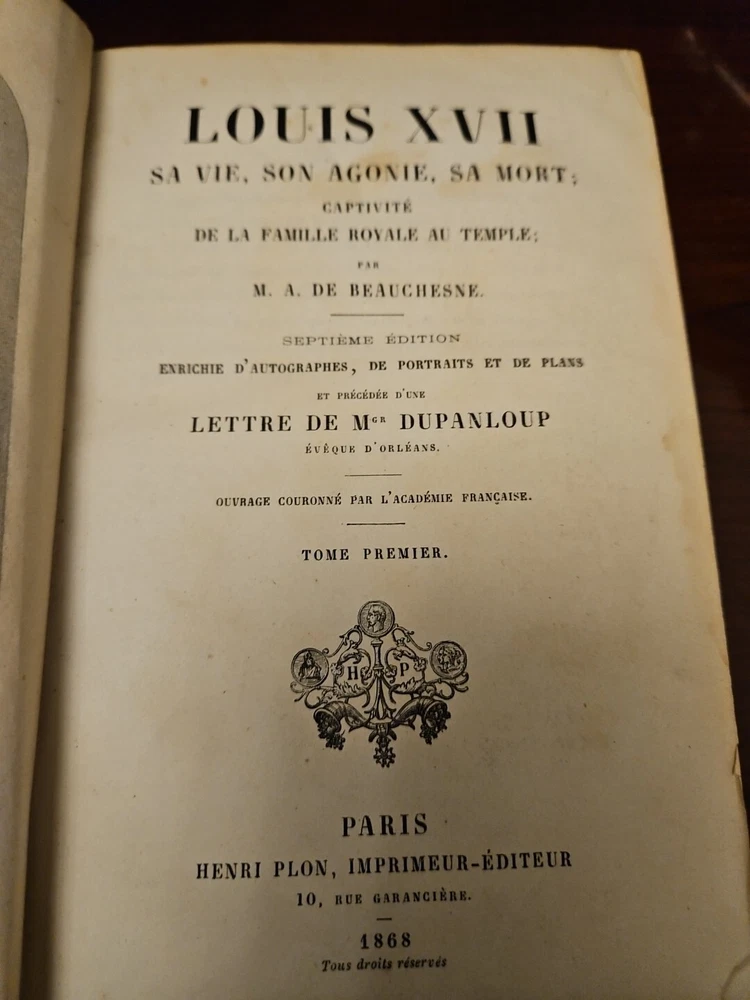 LOUIS XVII
SA VIE, SON AGONIE, SA MORT;
CAPTIVITÉ
DE LA FAMILLE ROYALE AU TEMPLE;
PAR
M. A. DE BEAUCHESNE.
SEPTIÈME ÉDITION
ENRICHIE D'AUTOGRAPHES, DE PORTRAITS ET DE PLANS
ET PRÉCÉDÉE D'UNE
LETTRE DE MGR DUPANLOUP
ÉVÊQUE D'ORLÉANS.
OUVRAGE COURONNÉ PAR L'ACADÉMIE FRANÇAISE.
TOME PREMIER.
H P
PARIS
HENRI PLON, IMPRIMEUR-ÉDITEUR
10, RUE GARANCIÈRE.
1868
Tous droits réservés